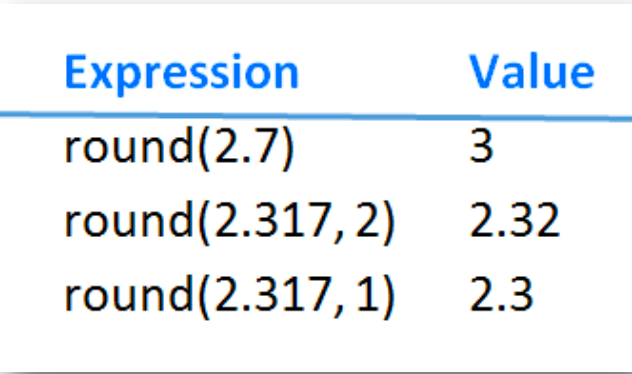 Expression Value
round(2.7) 3
round(2.317, 2) 2.32
round(2.317, 1) 2.3